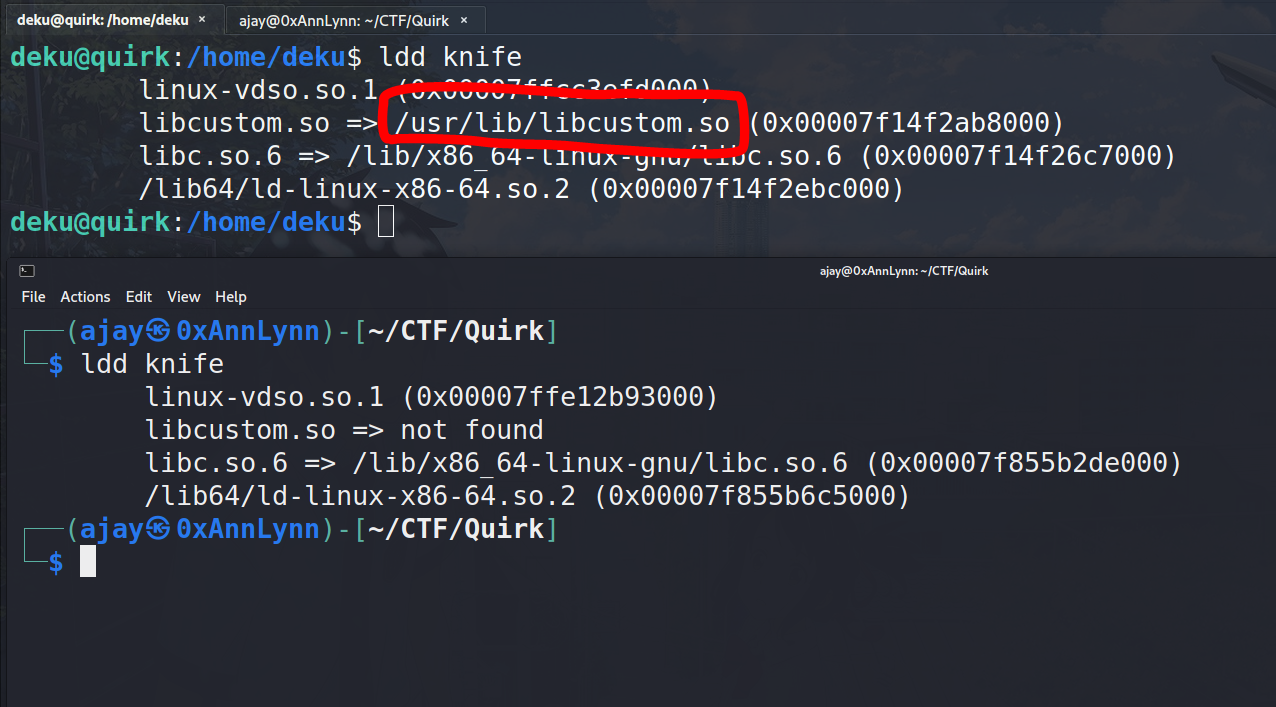 deku@quirk: /home/deku × ajay@0xAnnLynn: ~/CTF/Quirk ×
deku@quirk:/home/deku$ ldd knife
linux-vdso.so.1 (0x00007ffcc3efd000)
libcustom.so => /usr/lib/libcustom.so (0x00007f14f2ab8000)
libc.so.6 => /lib/x86_64-linux-gnu/libc.so.6 (0x00007f14f26c7000)
/lib64/ld-linux-x86-64.so.2 (0x00007f14f2ebc000)
deku@quirk:/home/deku$
ajay@0xAnnLynn: ~/CTF/Quirk
File Actions Edit View Help
(ajay㉿0xAnnLynn)-[~/CTF/Quirk]
$ ldd knife
linux-vdso.so.1 (0x00007ffe12b93000)
libcustom.so => not found
libc.so.6 => /lib/x86_64-linux-gnu/libc.so.6 (0x00007f855b2de000)
/lib64/ld-linux-x86-64.so.2 (0x00007f855b6c5000)
(ajay㉿0xAnnLynn)-[~/CTF/Quirk]
$